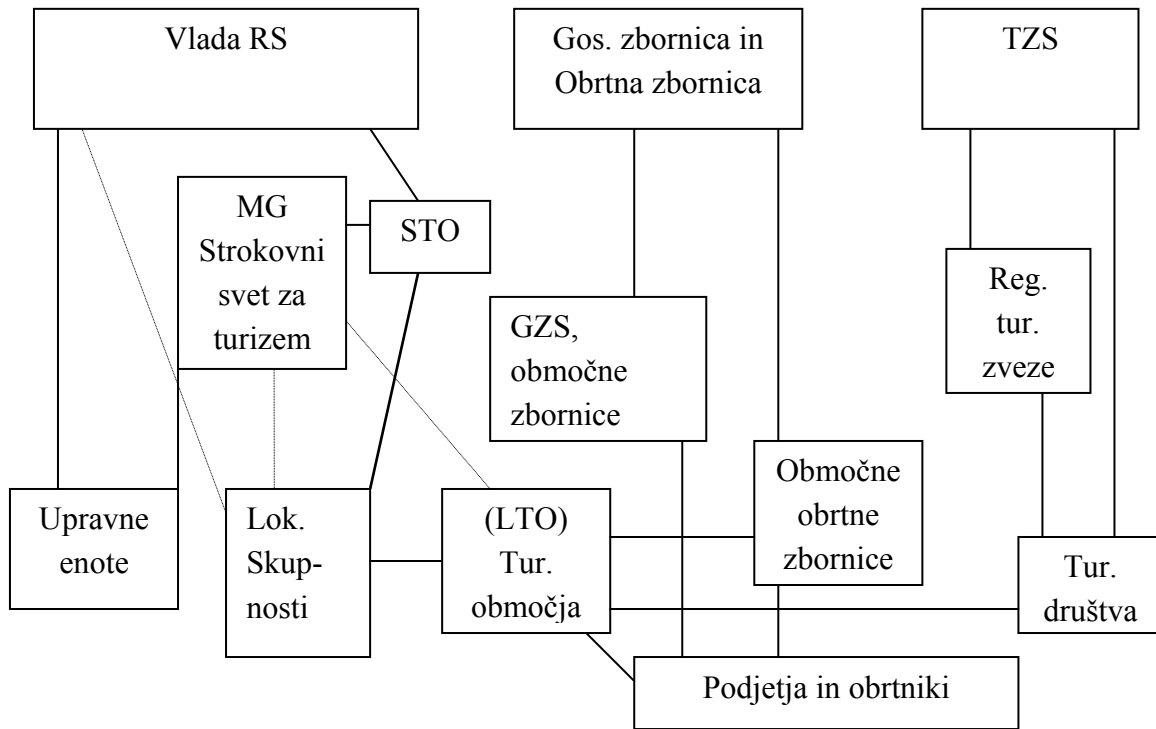 Vlada RS
Gos. zbornica in
Obrtna zbornica
TZS
MG
Strokovni
svet za
turizem
STO
GZS,
območne
zbornice
Reg.
tur.
zveze
Območne
obrtne
zbornice
Upravne
enote
Lok.
Skup-
nosti
(LTO)
Tur.
območja
Tur.
društva
Podjetja in obrtniki